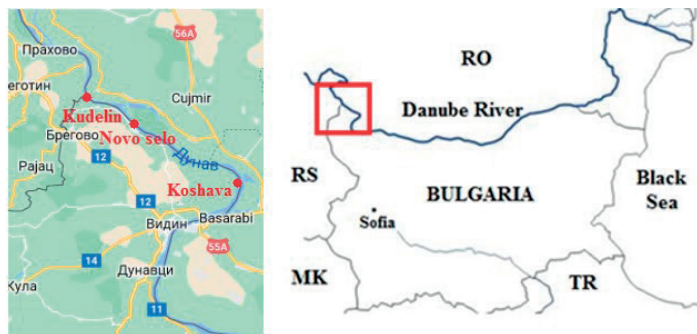 56A
Прахово
еготин
Cujmir
Kudelin
Брегово
Novo selo
Рајац
12
Дунав
12
Koshava
Видин
Basarabi
55A
14
Дунавци
Кула
11
RO
Danube River
RS
BULGARIA
Black
Sea
Sofia
MK
TR